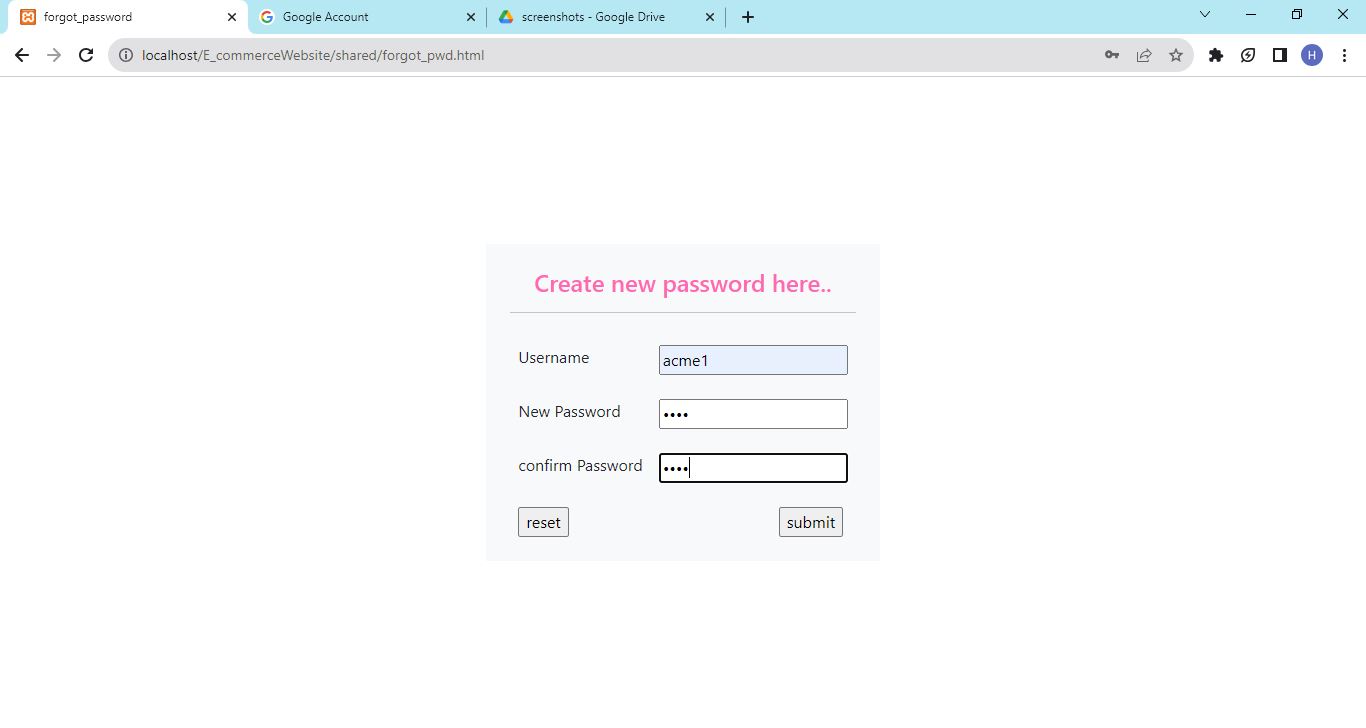 forgot_password
Google Account
screenshots - Google Drive
localhost/E_commerceWebsite/shared/forgot_pwd.html
H
Create new password here..
Username
acme1
New Password
••••
confirm Password
••••
reset
submit